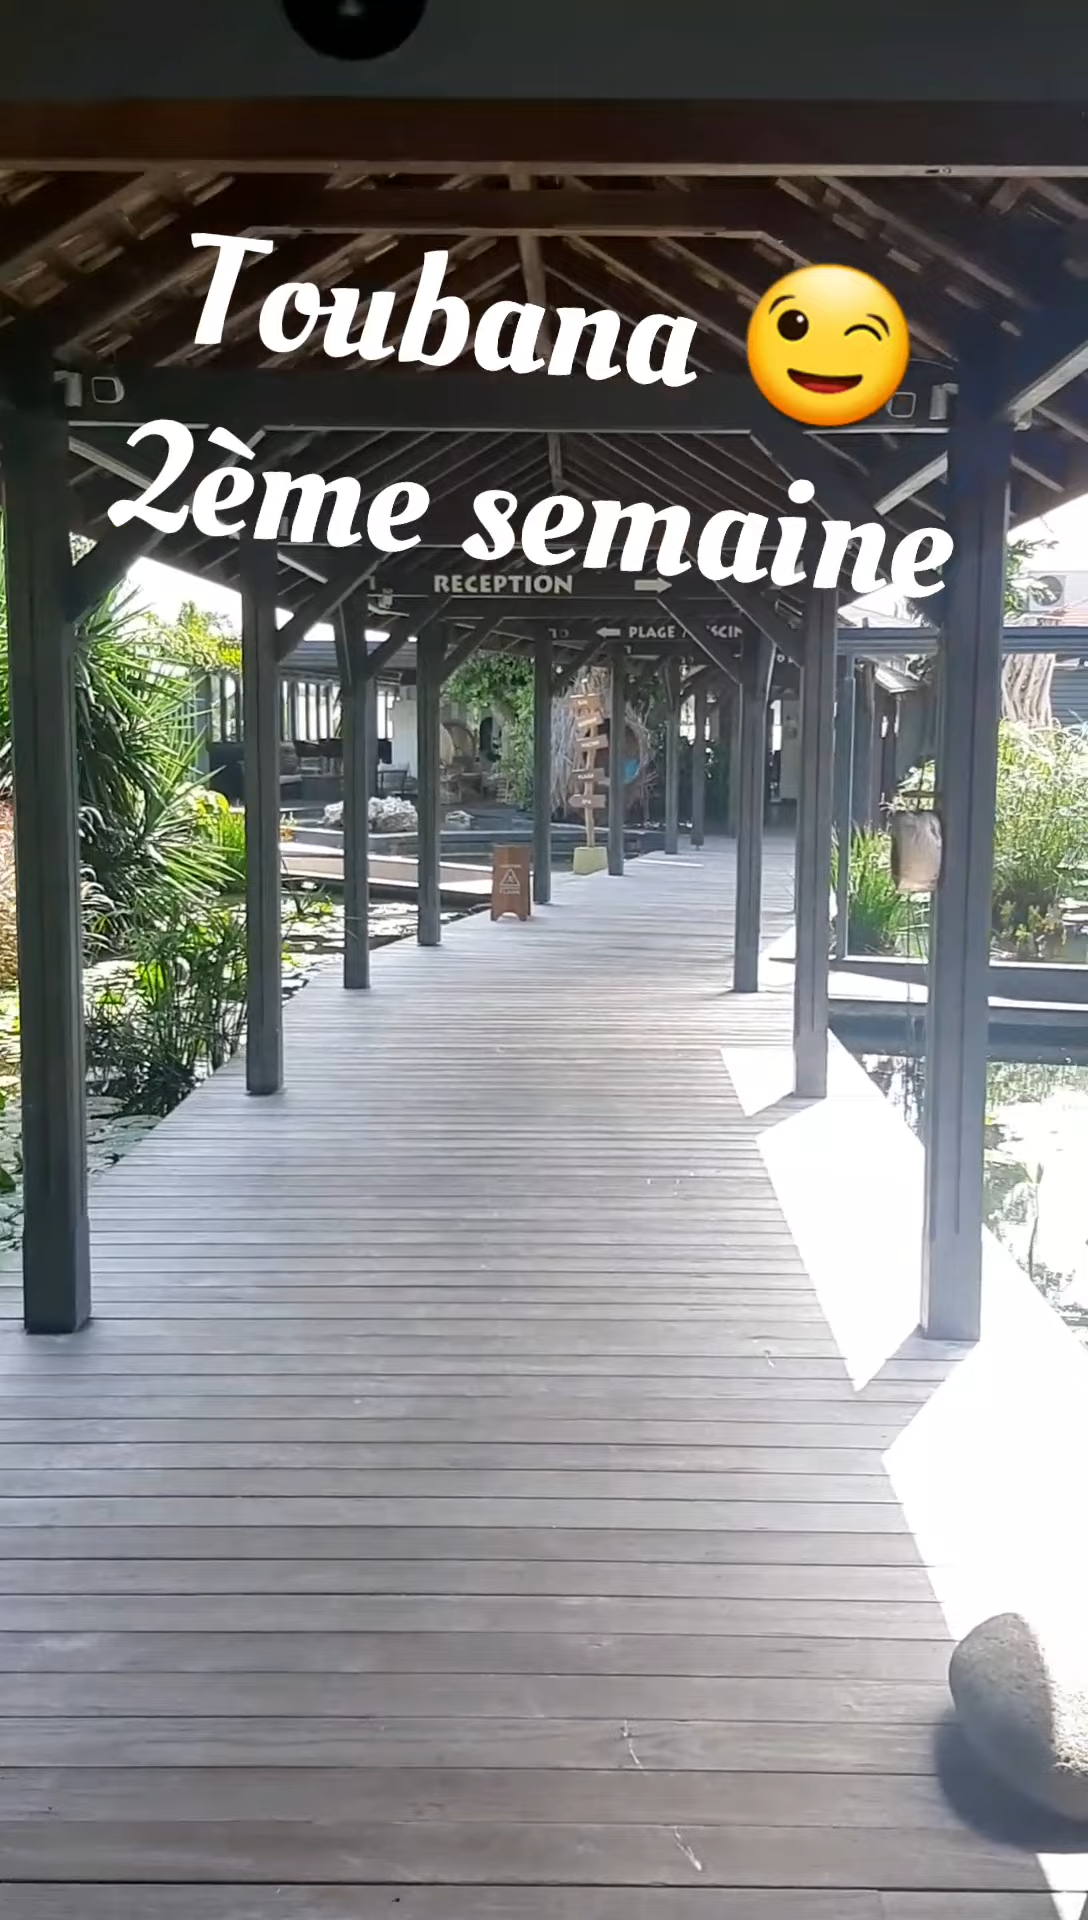 Toubana 😉
2ème semaine
RECEPTION →
← PLAGE /